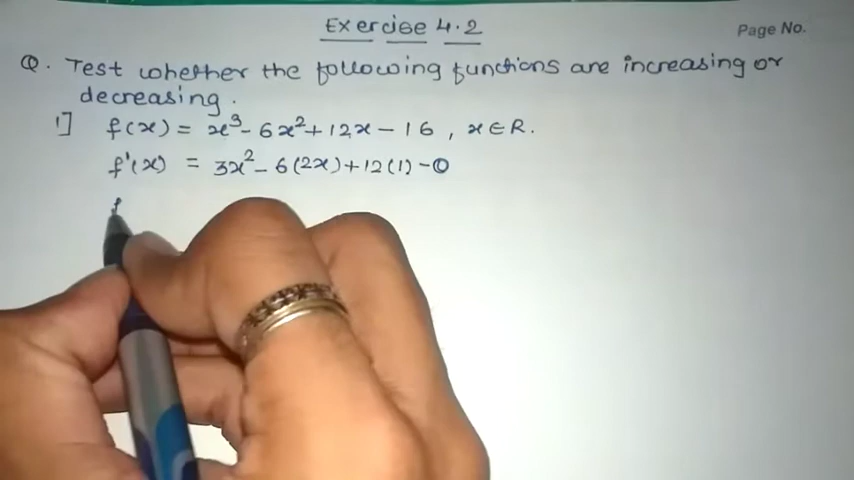 Exercise 4.2
Page No.
Q. Test whether the following functions are increasing or
decreasing.
1] f(x) = x³ - 6x² + 12x - 16 , x ∈ R.
f'(x) = 3x² - 6(2x) + 12(1) - 0
f